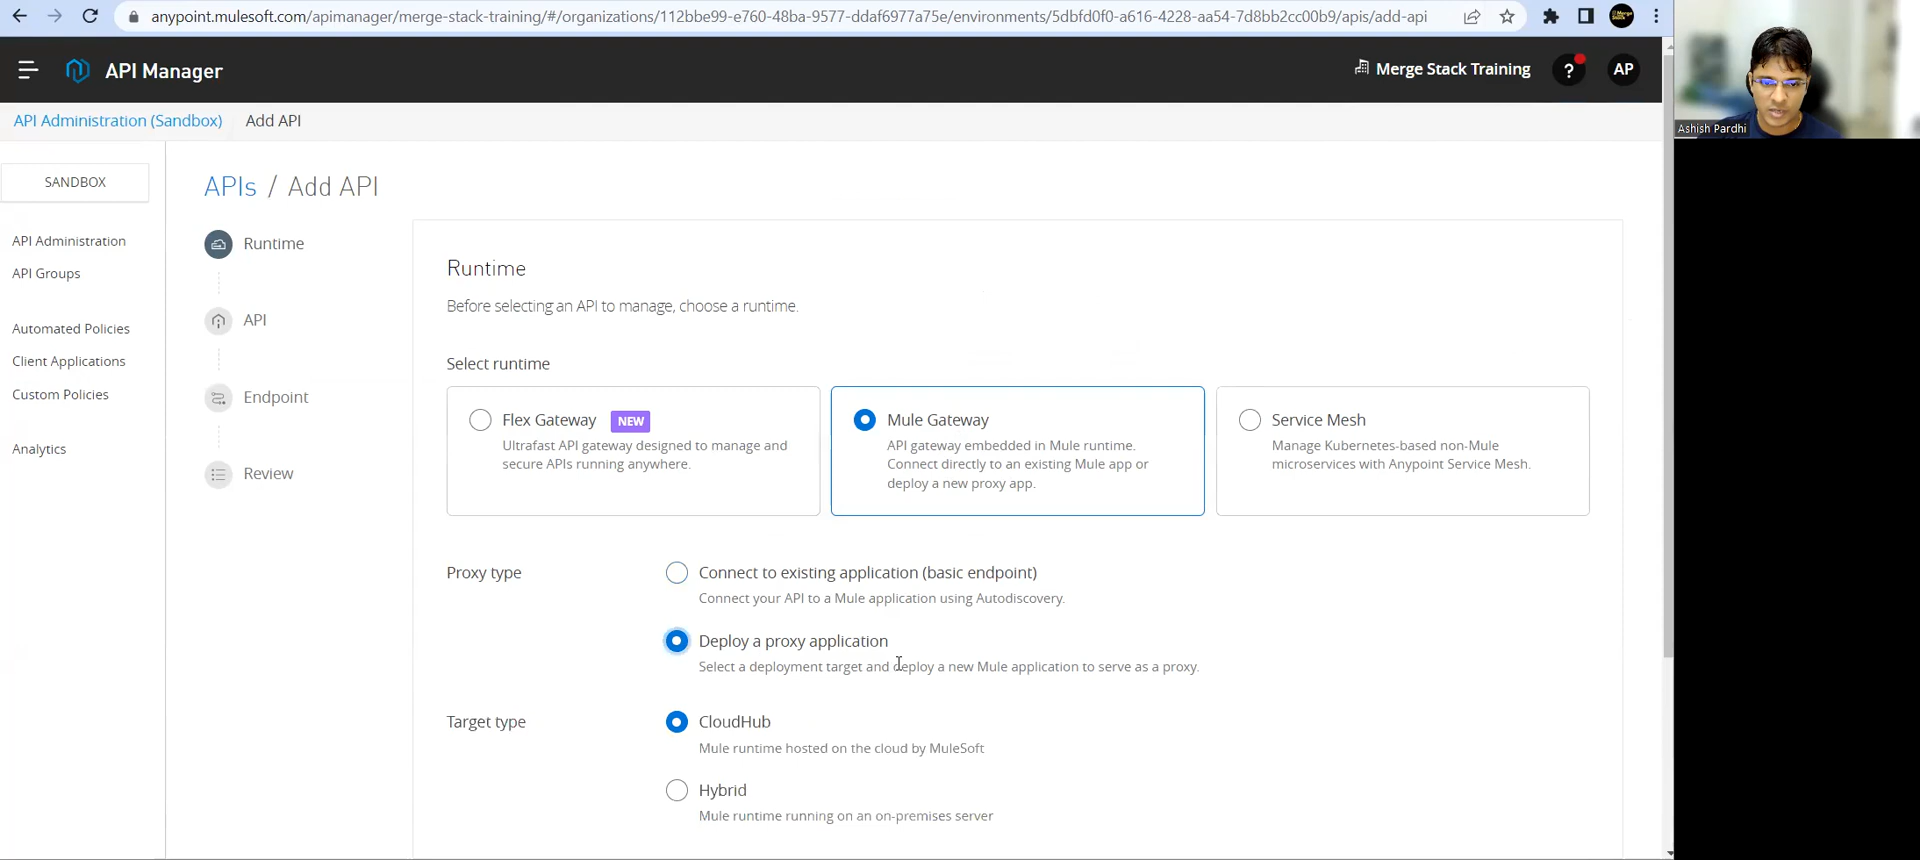 anypoint.mulesoft.com/apimanager/merge-stack-training/#/organizations/112bbe99-e760-48ba-9577-ddaf6977a75e/environments/5dbfd0f0-a616-4228-aa54-7d8bb2cc00b9/apis/add-api
API Manager
Merge Stack Training
?
AP
Ashish Pardhi
API Administration (Sandbox)
Add API
SANDBOX
API Administration
API Groups
Automated Policies
Client Applications
Custom Policies
Analytics
APIs / Add API
Runtime
API
Endpoint
Review
Runtime
Before selecting an API to manage, choose a runtime.
Select runtime
Flex Gateway NEW
Ultrafast API gateway designed to manage and
secure APIs running anywhere.
Mule Gateway
API gateway embedded in Mule runtime.
Connect directly to an existing Mule app or
deploy a new proxy app.
Service Mesh
Manage Kubernetes-based non-Mule
microservices with Anypoint Service Mesh.
Proxy type
Connect to existing application (basic endpoint)
Connect your API to a Mule application using Autodiscovery.
Deploy a proxy application
Select a deployment target and deploy a new Mule application to serve as a proxy.
Target type
CloudHub
Mule runtime hosted on the cloud by MuleSoft
Hybrid
Mule runtime running on an on-premises server